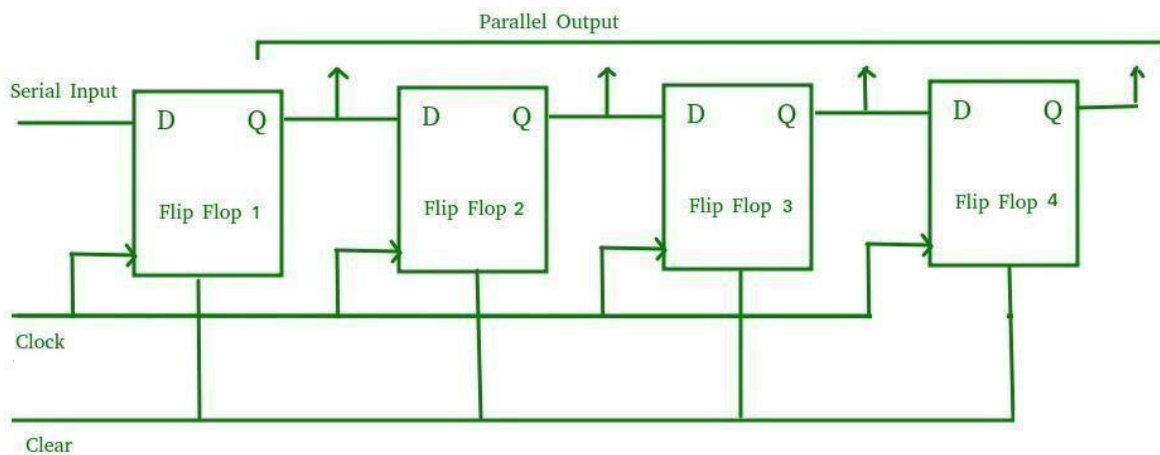 Parallel Output
Serial Input
D Q
D Q
D Q
D Q
Flip Flop 1
Flip Flop 2
Flip Flop 3
Flip Flop 4
Clock
Clear